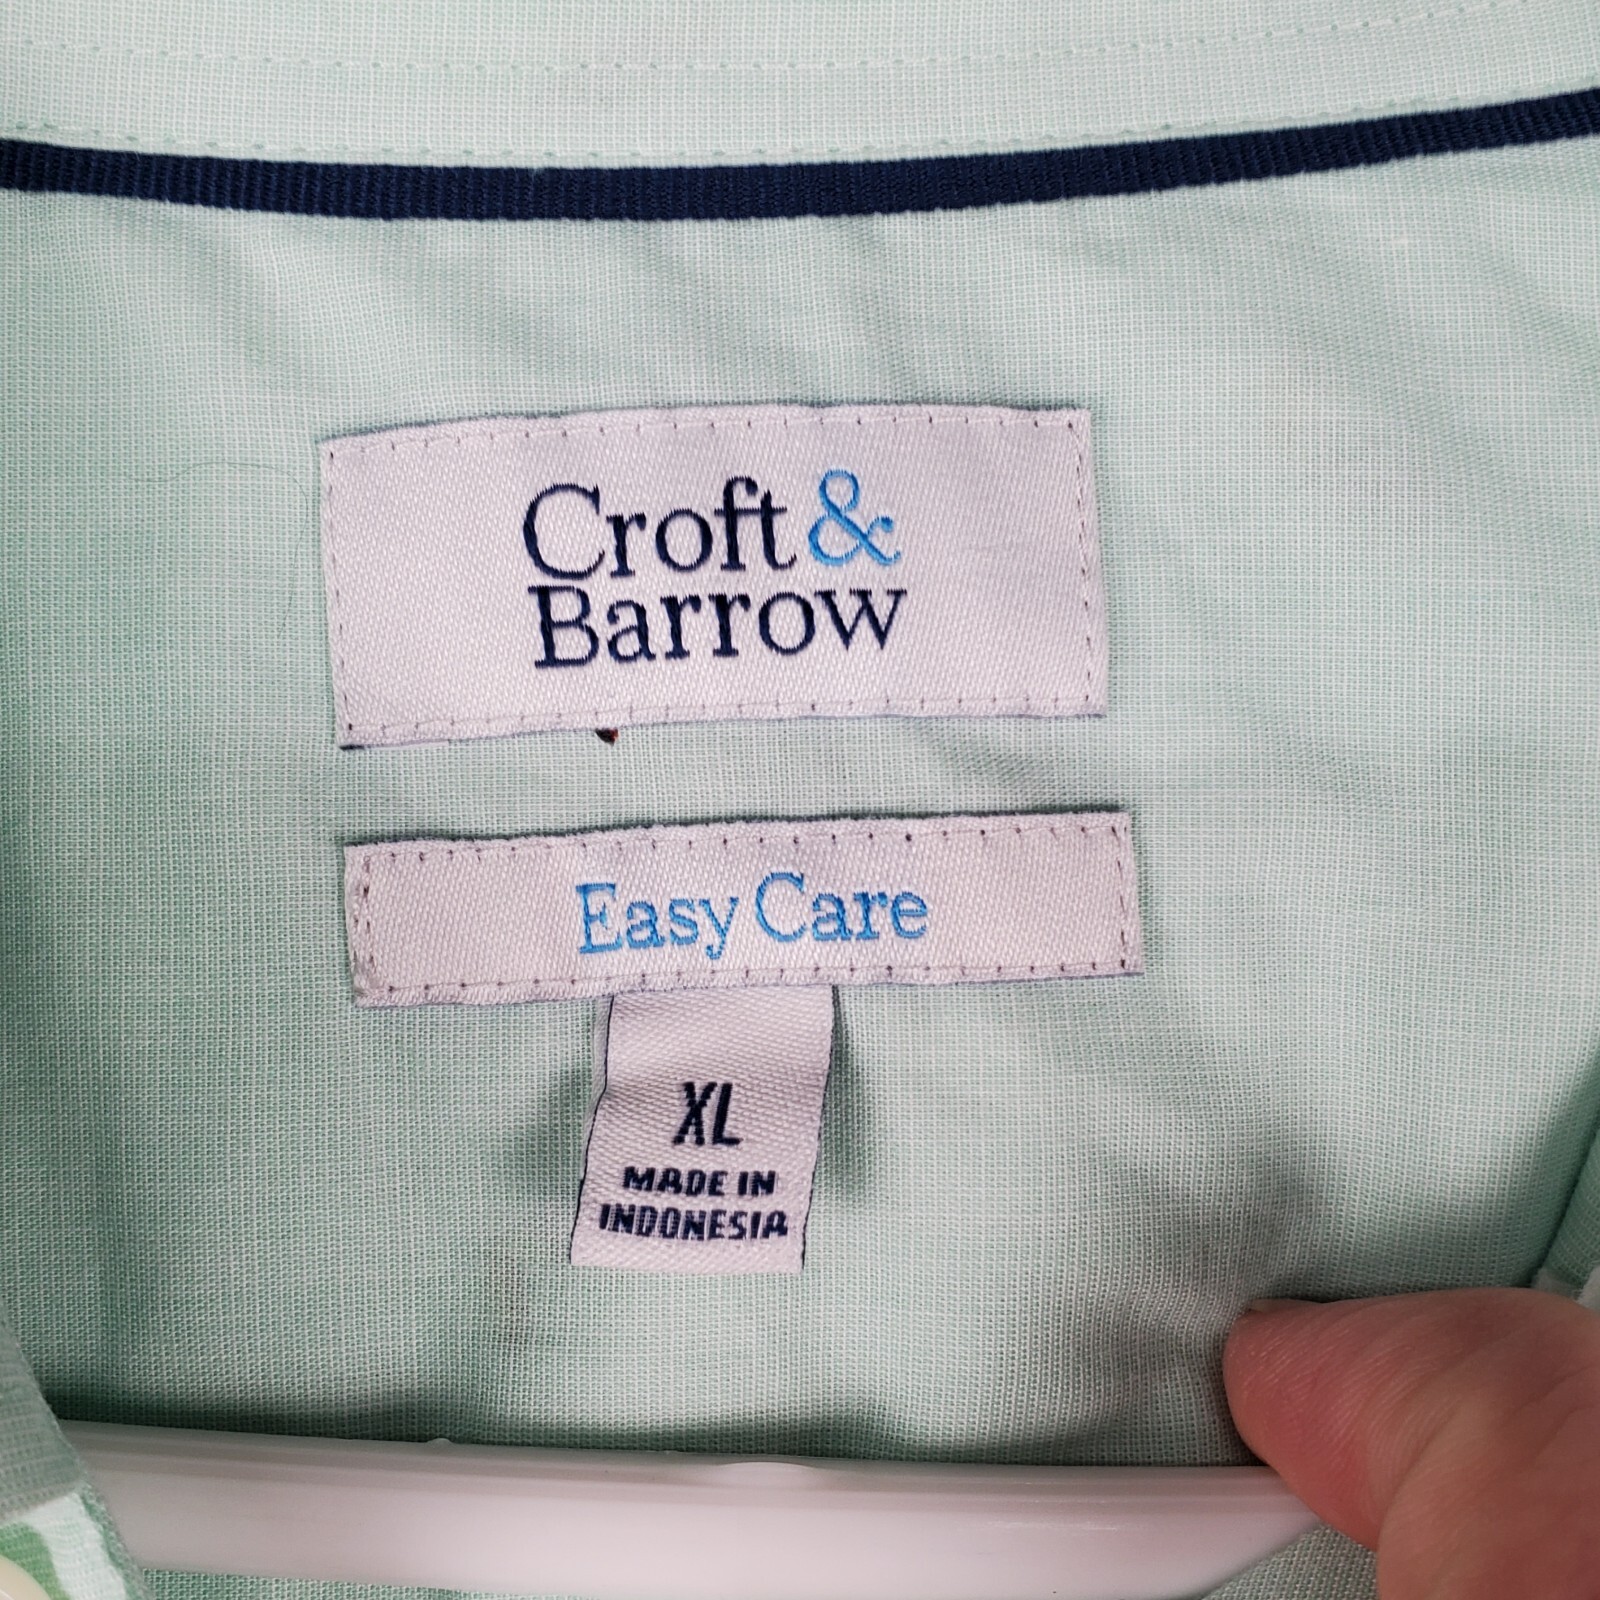 Croft &
Barrow
Easy Care
XL
MADE IN
INDONESIA